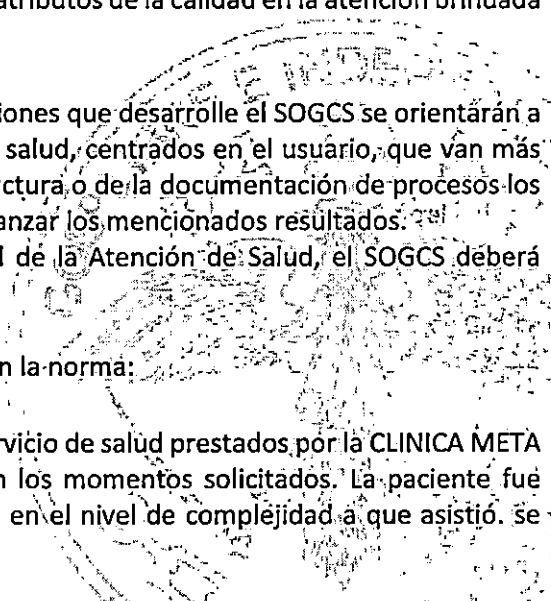 atributos de la calidad en la atención brindada
ciones que desarrolle el SOGCS se orientarán a
salud, centrados en el usuario, que van más
ctura o de la documentación de procesos los
anzar los mencionados resultados.
l de la Atención de Salud, el SOGCS deberá
n la norma:
rvicio de salud prestados por la CLINICA META
n los momentos solicitados. La paciente fue
en el nivel de complejidad a que asistió. se